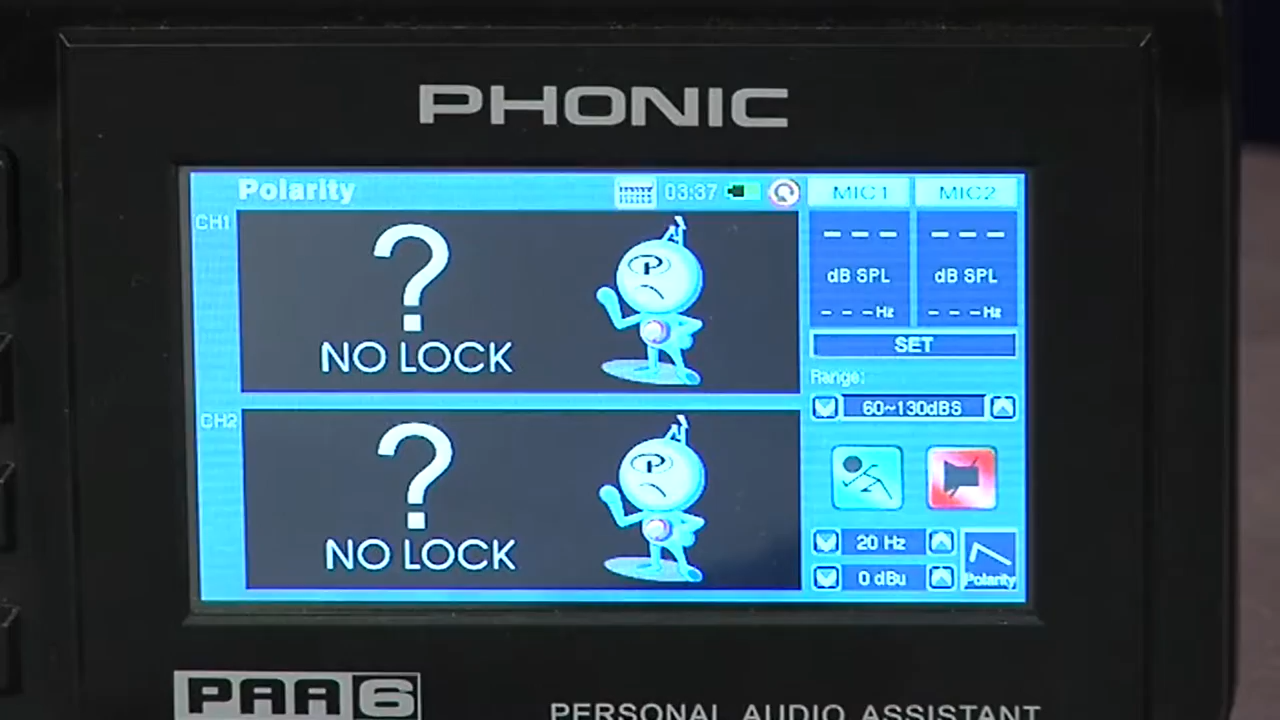 PHONIC
Polarity 03:37 MIC1 MIC2
CH1
?
NO LOCK
P
--- ---
dB SPL dB SPL
---Hz ---Hz
SET
Range:
60~130dBS
CH2
?
NO LOCK
P
20 Hz
0 dBu
Polarity
PAA6
PERSONAL AUDIO ASSISTANT